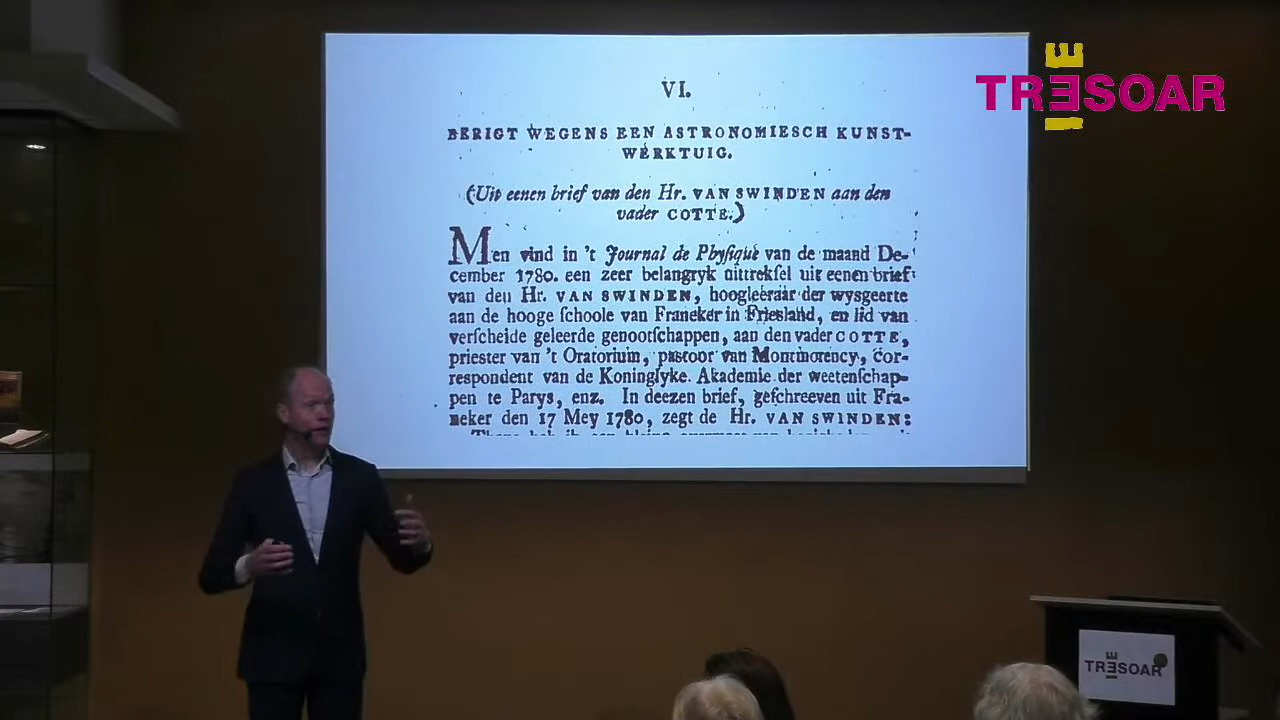 TRESOAR
VI.
BERIGT WEGENS EEN ASTRONOMIESCH KUNST-
WERKTUIG.
(Uit eenen brief van den Hr. VAN SWINDEN aan den
vader COTTE.)
Men vind in 't Journal de Phyſique van de maand De-
cember 1780. een zeer belangryk uittrekſel uit eenen brief
van den Hr. VAN SWINDEN, hoogleeraar der wysgeerte
aan de hooge ſchoole van Franeker in Friesland, en lid van
verſcheide geleerde genootſchappen, aan den vader COTTE,
prieſter van 't Oratorium, paſtoor van Montmorency, cor-
reſpondent van de Koninglyke Akademie der weetenſchap-
pen te Parys, enz. In deezen brief, geſchreeven uit Fra-
neker den 17 Mey 1780, zegt de Hr. VAN SWINDEN:
TRESOAR